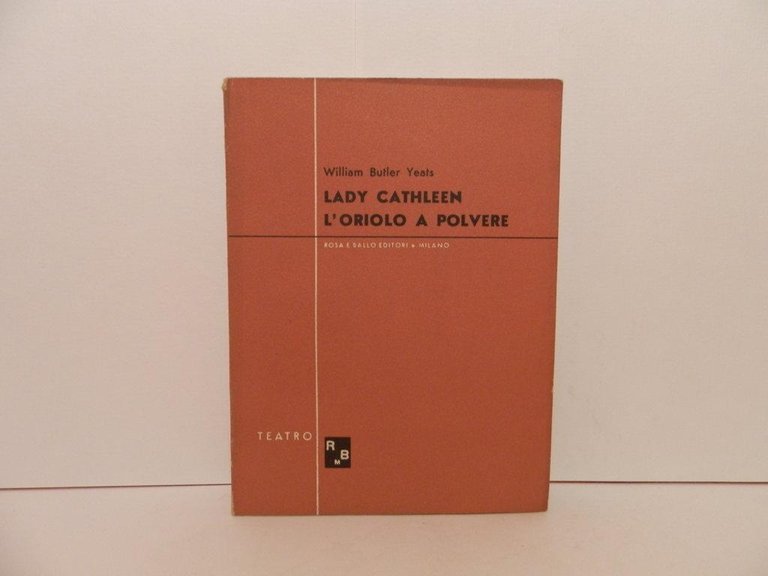 William Butler Yeats
LADY CATHLEEN
L'ORIOLO A POLVERE
ROSA E BALLO EDITORI • MILANO
TEATRO
R
B
M